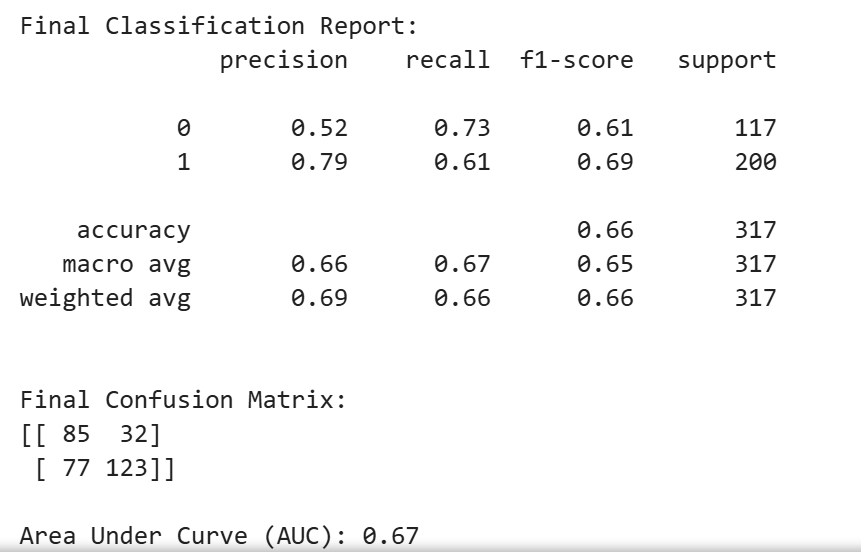 Final Classification Report:
              precision    recall  f1-score   support

           0       0.52      0.73      0.61       117
           1       0.79      0.61      0.69       200

    accuracy                           0.66       317
   macro avg       0.66      0.67      0.65       317
weighted avg       0.69      0.66      0.66       317


Final Confusion Matrix:
[[ 85  32]
 [ 77 123]]

Area Under Curve (AUC): 0.67